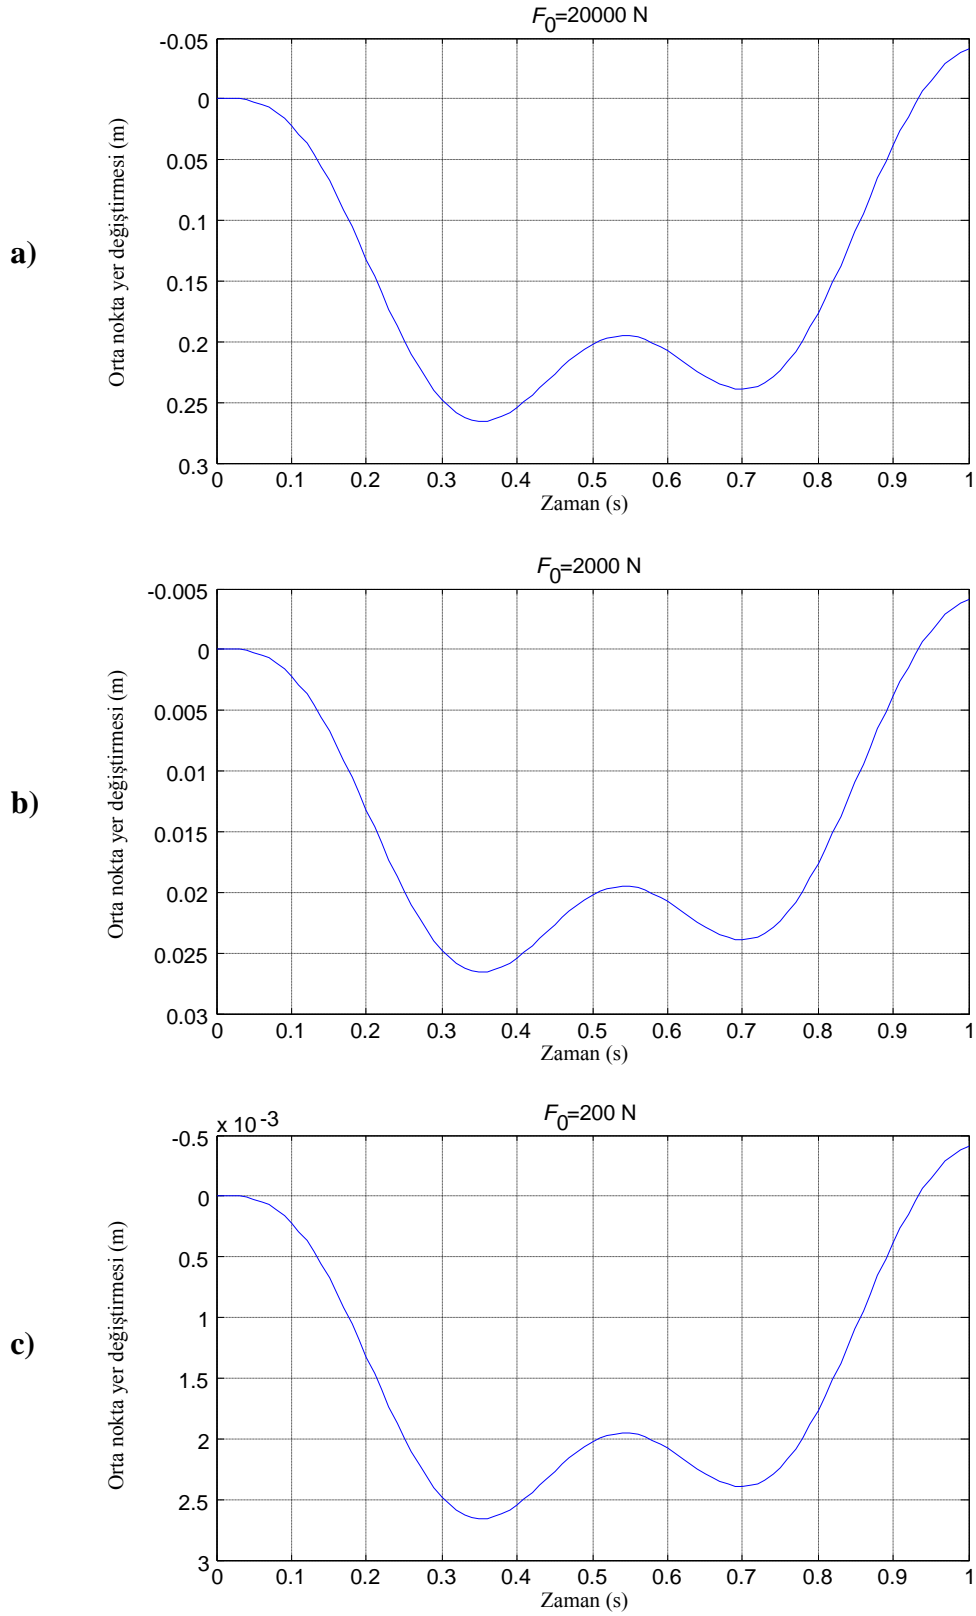 F0=20000 N
-0.05
0
0.05
0.1
0.15
0.2
0.25
0.3
Orta nokta yer değiştirmesi (m)
a)
0 0.1 0.2 0.3 0.4 0.5 0.6 0.7 0.8 0.9 1
Zaman (s)
F0=2000 N
-0.005
0
0.005
0.01
0.015
0.02
0.025
0.03
Orta nokta yer değiştirmesi (m)
b)
0 0.1 0.2 0.3 0.4 0.5 0.6 0.7 0.8 0.9 1
Zaman (s)
F0=200 N
x 10-3
-0.5
0
0.5
1
1.5
2
2.5
3
Orta nokta yer değiştirmesi (m)
c)
0 0.1 0.2 0.3 0.4 0.5 0.6 0.7 0.8 0.9 1
Zaman (s)